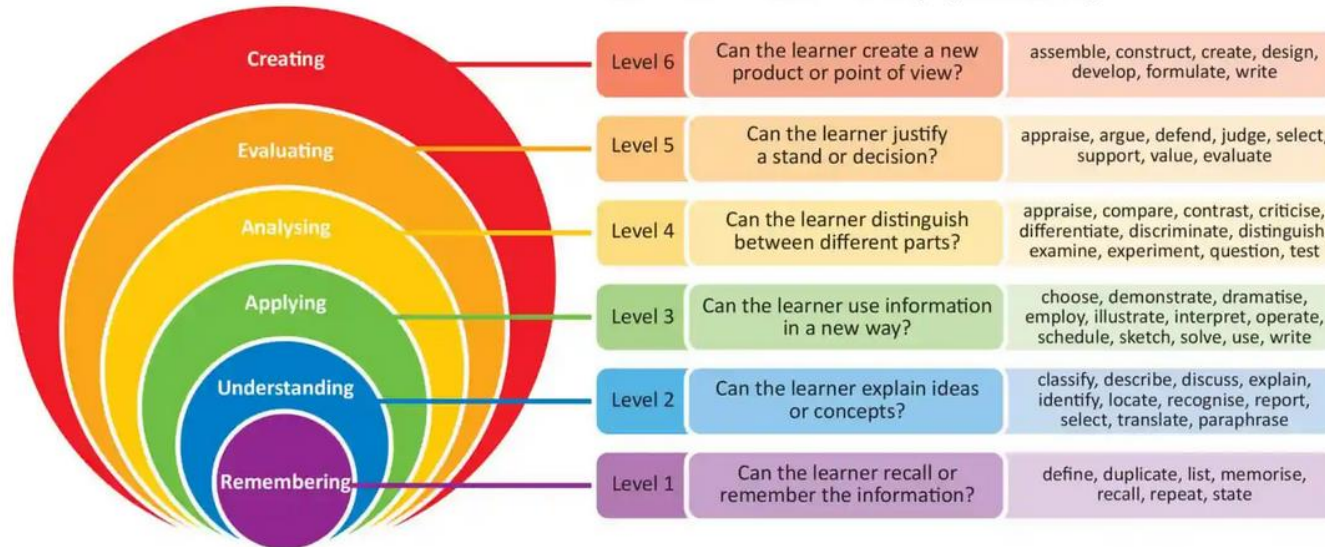 Creating
Evaluating
Analysing
Applying
Understanding
Remembering
Level 6
Can the learner create a new
product or point of view?
assemble, construct, create, design,
develop, formulate, write
Level 5
Can the learner justify
a stand or decision?
appraise, argue, defend, judge, select,
support, value, evaluate
Level 4
Can the learner distinguish
between different parts?
appraise, compare, contrast, criticise,
differentiate, discriminate, distinguish,
examine, experiment, question, test
Level 3
Can the learner use information
in a new way?
choose, demonstrate, dramatise,
employ, illustrate, interpret, operate,
schedule, sketch, solve, use, write
Level 2
Can the learner explain ideas
or concepts?
classify, describe, discuss, explain,
identify, locate, recognise, report,
select, translate, paraphrase
Level 1
Can the learner recall or
remember the information?
define, duplicate, list, memorise,
recall, repeat, state